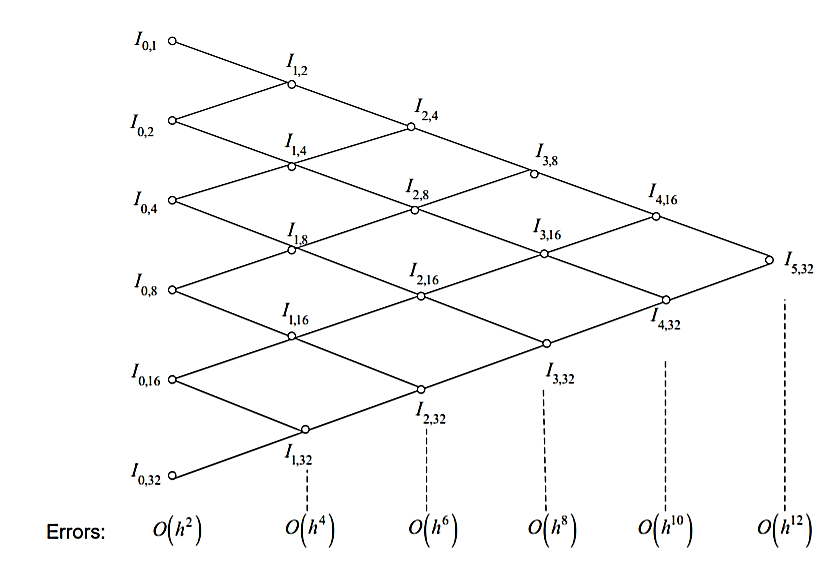 I0,1
I1,2
I0,2
I2,4
I1,4
I3,8
I0,4
I2,8
I4,16
I1,8
I3,16
I5,32
I0,8
I2,16
I1,16
I4,32
I0,16
I3,32
I2,32
I1,32
I0,32
Errors: O(h²) O(h⁴) O(h⁶) O(h⁸) O(h¹⁰) O(h¹²)